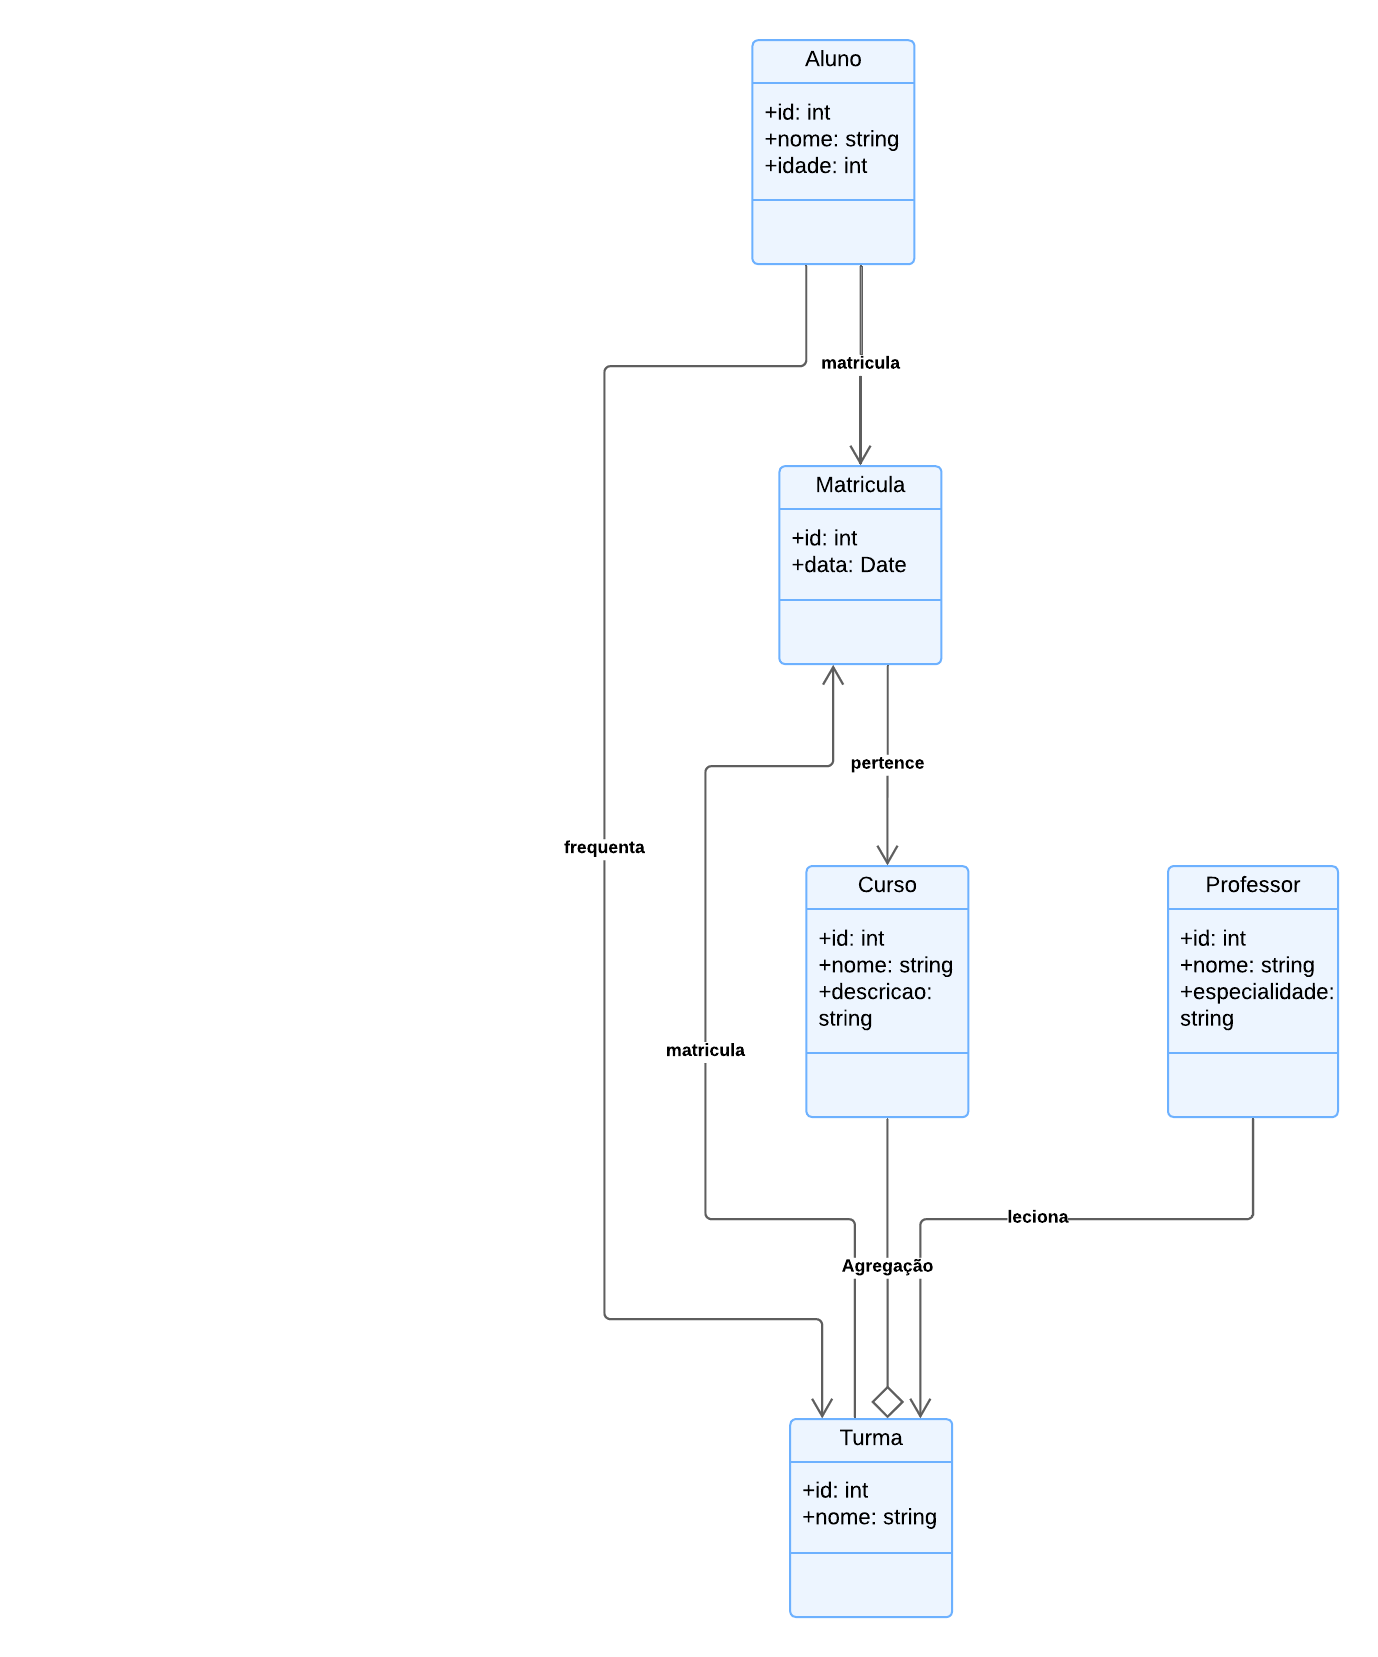 Aluno
+id: int
+nome: string
+idade: int
matricula
Matricula
+id: int
+data: Date
pertence
frequenta
matricula
Curso
+id: int
+nome: string
+descricao:
string
Professor
+id: int
+nome: string
+especialidade:
string
leciona
Agregação
Turma
+id: int
+nome: string